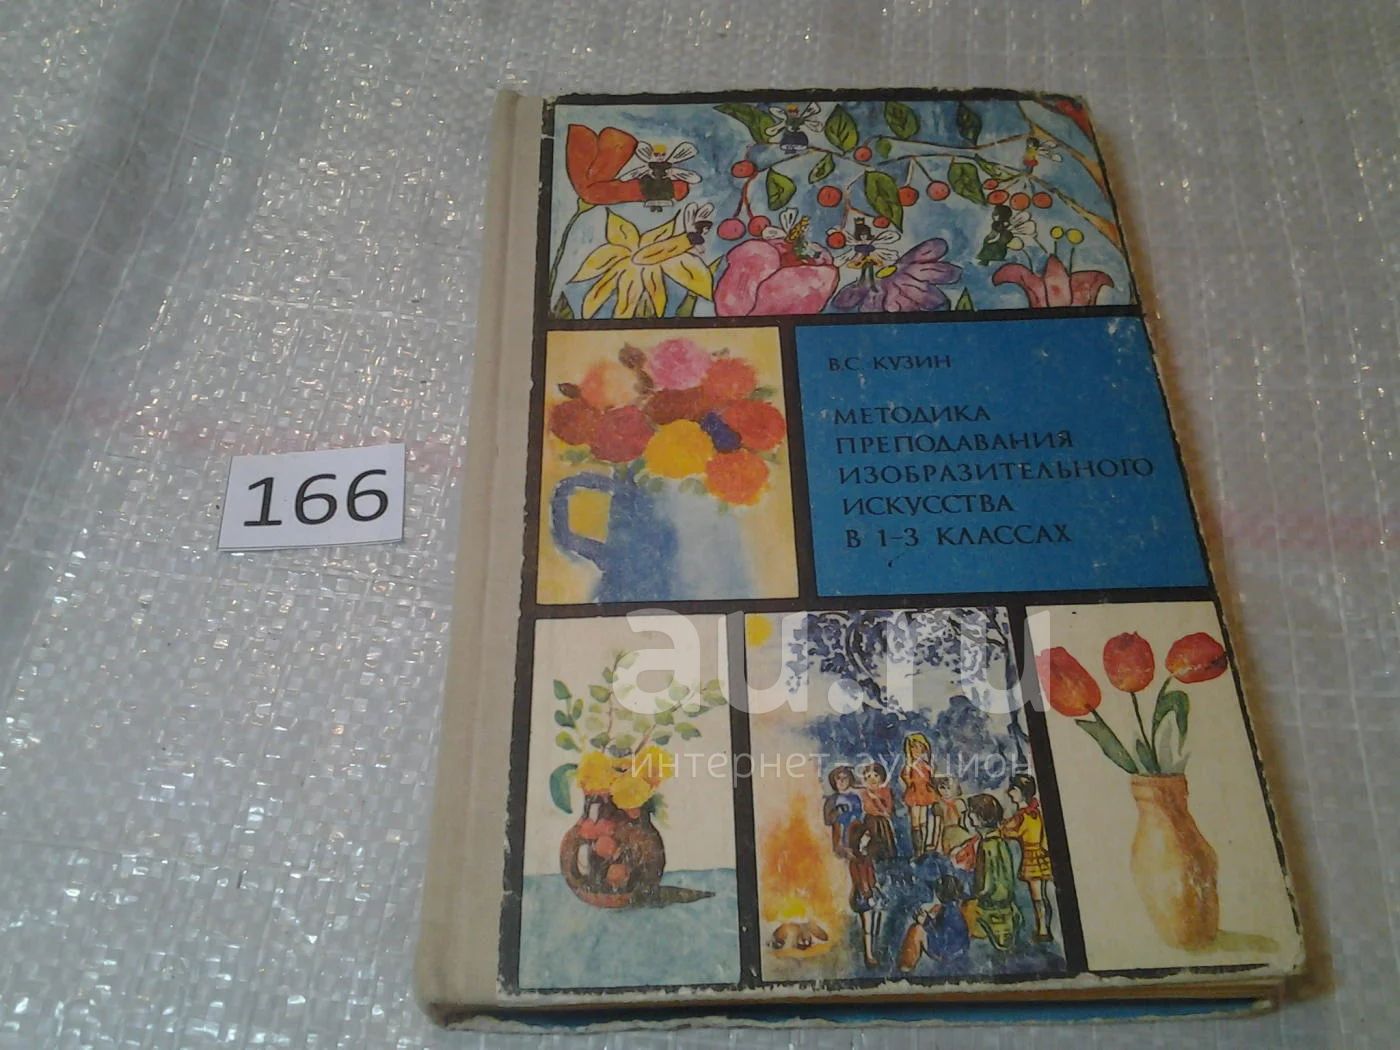 В.С. КУЗИН
МЕТОДИКА
ПРЕПОДАВАНИЯ
ИЗОБРАЗИТЕЛЬНОГО
ИСКУССТВА
В 1-3 КЛАССАХ
166
au.ru
интернет-аукцион